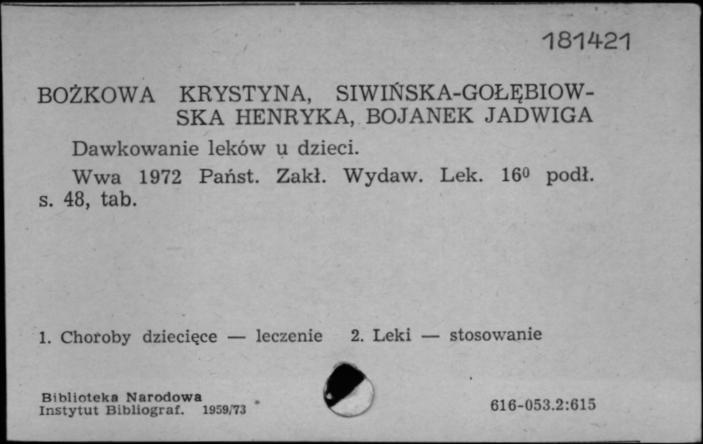 181421
BOŻKOWA KRYSTYNA, SIWIŃSKA-GOŁĘBIOW-
SKA HENRYKA, BOJANEK JADWIGA
Dawkowanie leków u dzieci.
Wwa 1972 Państ. Zakł. Wydaw. Lek. 16⁰ podł.
s. 48, tab.
1. Choroby dziecięce — leczenie 2. Leki — stosowanie
Biblioteka Narodowa
Instytut Bibliograf. 1959/73
616-053.2:615